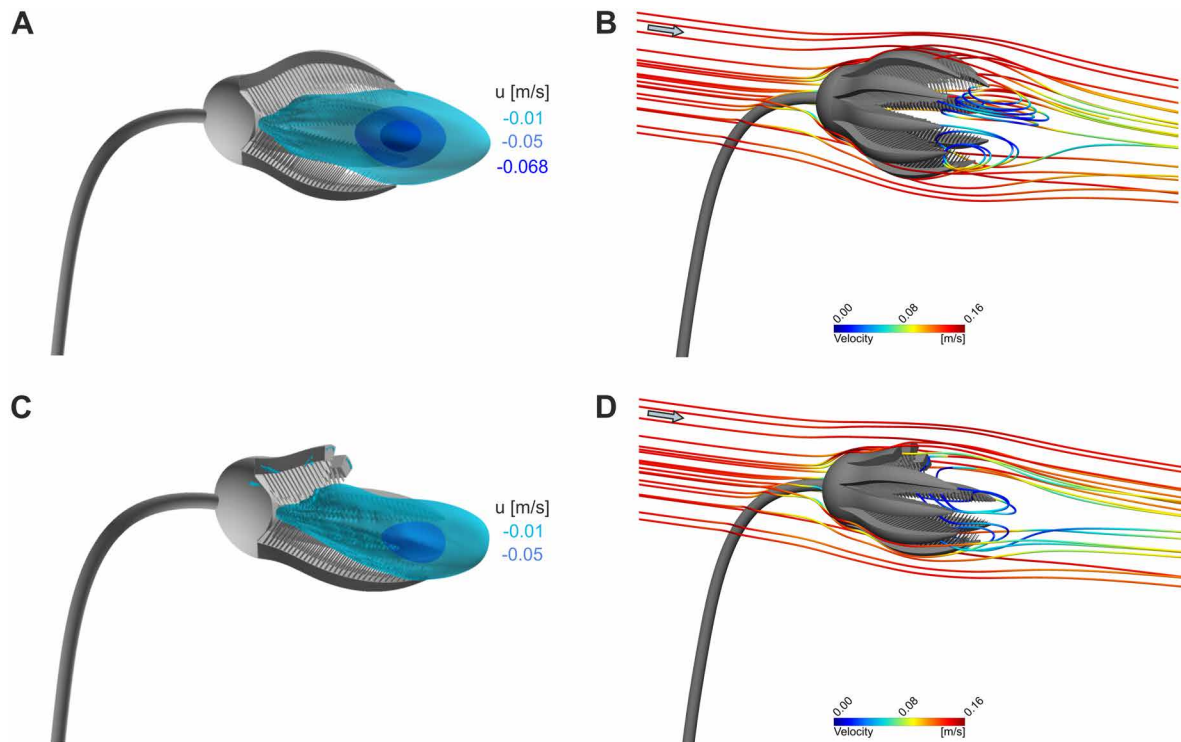 A
u [m/s]
-0.01
-0.05
-0.068
B
0.00
0.08
0.16
Velocity
[m/s]
C
u [m/s]
-0.01
-0.05
D
0.00
0.08
0.16
Velocity
[m/s]